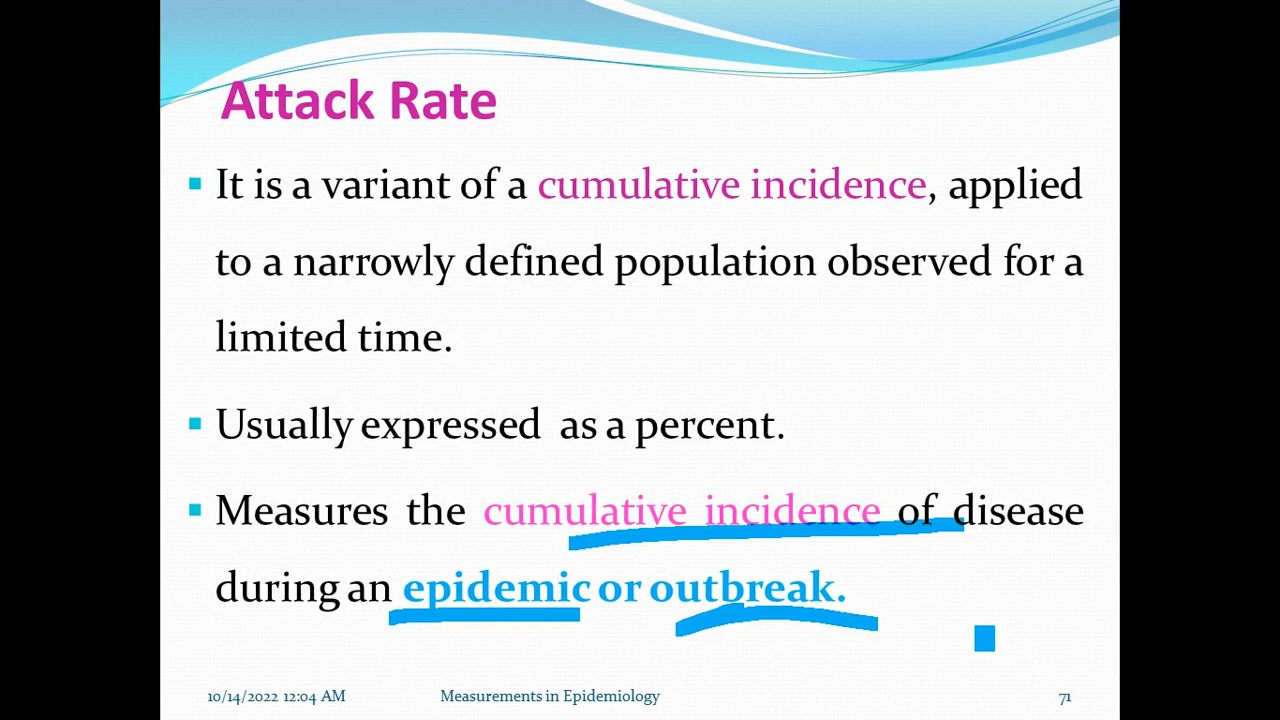 Attack Rate
▪ It is a variant of a cumulative incidence, applied
to a narrowly defined population observed for a
limited time.
▪ Usually expressed as a percent.
▪ Measures the cumulative incidence of disease
during an epidemic or outbreak.
10/14/2022 12:04 AM Measurements in Epidemiology 71